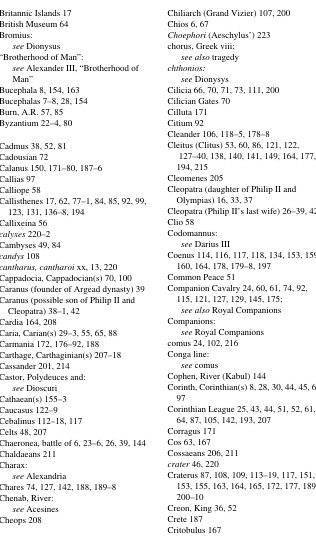 Britannic Islands 17
British Museum 64
Bromius:
see Dionysus
“Brotherhood of Man”:
see Alexander III, “Brotherhood of
Man”
Bucephala 8, 154, 163
Bucephalas 7–8, 28, 154
Burn, A.R. 57, 85
Byzantium 22–4, 80
Cadmus 38, 52, 81
Cadousian 72
Calanus 150, 171–80, 187–6
Callias 97
Calliope 58
Callisthenes 17, 62, 77–1, 84, 85, 92, 99,
123, 131, 136–8, 194
Callixeina 56
calyxes 220–2
Cambyses 49, 84
candys 108
cantharus, cantharoi xx, 13, 220
Cappadocia, Cappadocian(s) 70, 100
Caranus (founder of Argead dynasty) 39
Caranus (possible son of Philip II and
Cleopatra) 38–1, 42
Cardia 164, 208
Caria, Carian(s) 29–3, 55, 65, 88
Carmania 172, 176–92, 188
Carthage, Carthaginian(s) 207–18
Cassander 201, 214
Castor, Polydeuces and:
see Dioscuri
Cathaean(s) 155–3
Caucasus 122–9
Cebalinus 112–18, 117
Celts 48, 207
Chaeronea, battle of 6, 23–6, 26, 39, 144
Chaldaeans 211
Charax:
see Alexandria
Chares 74, 127, 142, 188, 189–8
Chenab, River:
see Acesines
Cheops 208
Chiliarch (Grand Vizier) 107, 200
Chios 6, 67
Choephori (Aeschylus’) 223
chorus, Greek viii;
see also tragedy
chthonios:
see Dionysys
Cilicia 66, 70, 71, 73, 111, 200
Cilician Gates 70
Cilluta 171
Citium 92
Cleander 106, 118–5, 178–8
Cleitus (Clitus) 53, 60, 86, 121, 122,
127–40, 138, 140, 141, 149, 164, 177,
194, 215
Cleomenes 205
Cleopatra (daughter of Philip II and
Olympias) 16, 33, 37
Cleopatra (Philip II’s last wife) 26–39, 42
Clio 58
Codomannus:
see Darius III
Coenus 114, 116, 117, 118, 134, 153, 159
160, 164, 178, 179–8, 197
Common Peace 51
Companion Cavalry 24, 60, 61, 74, 92,
115, 121, 127, 129, 145, 175;
see also Royal Companions
Companions:
see Royal Companions
comus 24, 102, 216
Conga line:
see comus
Cophen, River (Kabul) 144
Corinth, Corinthian(s) 8, 28, 30, 44, 45, 6
97
Corinthian League 25, 43, 44, 51, 52, 61,
64, 87, 105, 142, 193, 207
Corragus 171
Cos 63, 167
Cossaeans 206, 211
crater 46, 220
Craterus 87, 108, 109, 113–19, 117, 151,
153, 155, 163, 164, 165, 172, 177, 189
200–10
Creon, King 36, 52
Crete 187
Critobulus 167